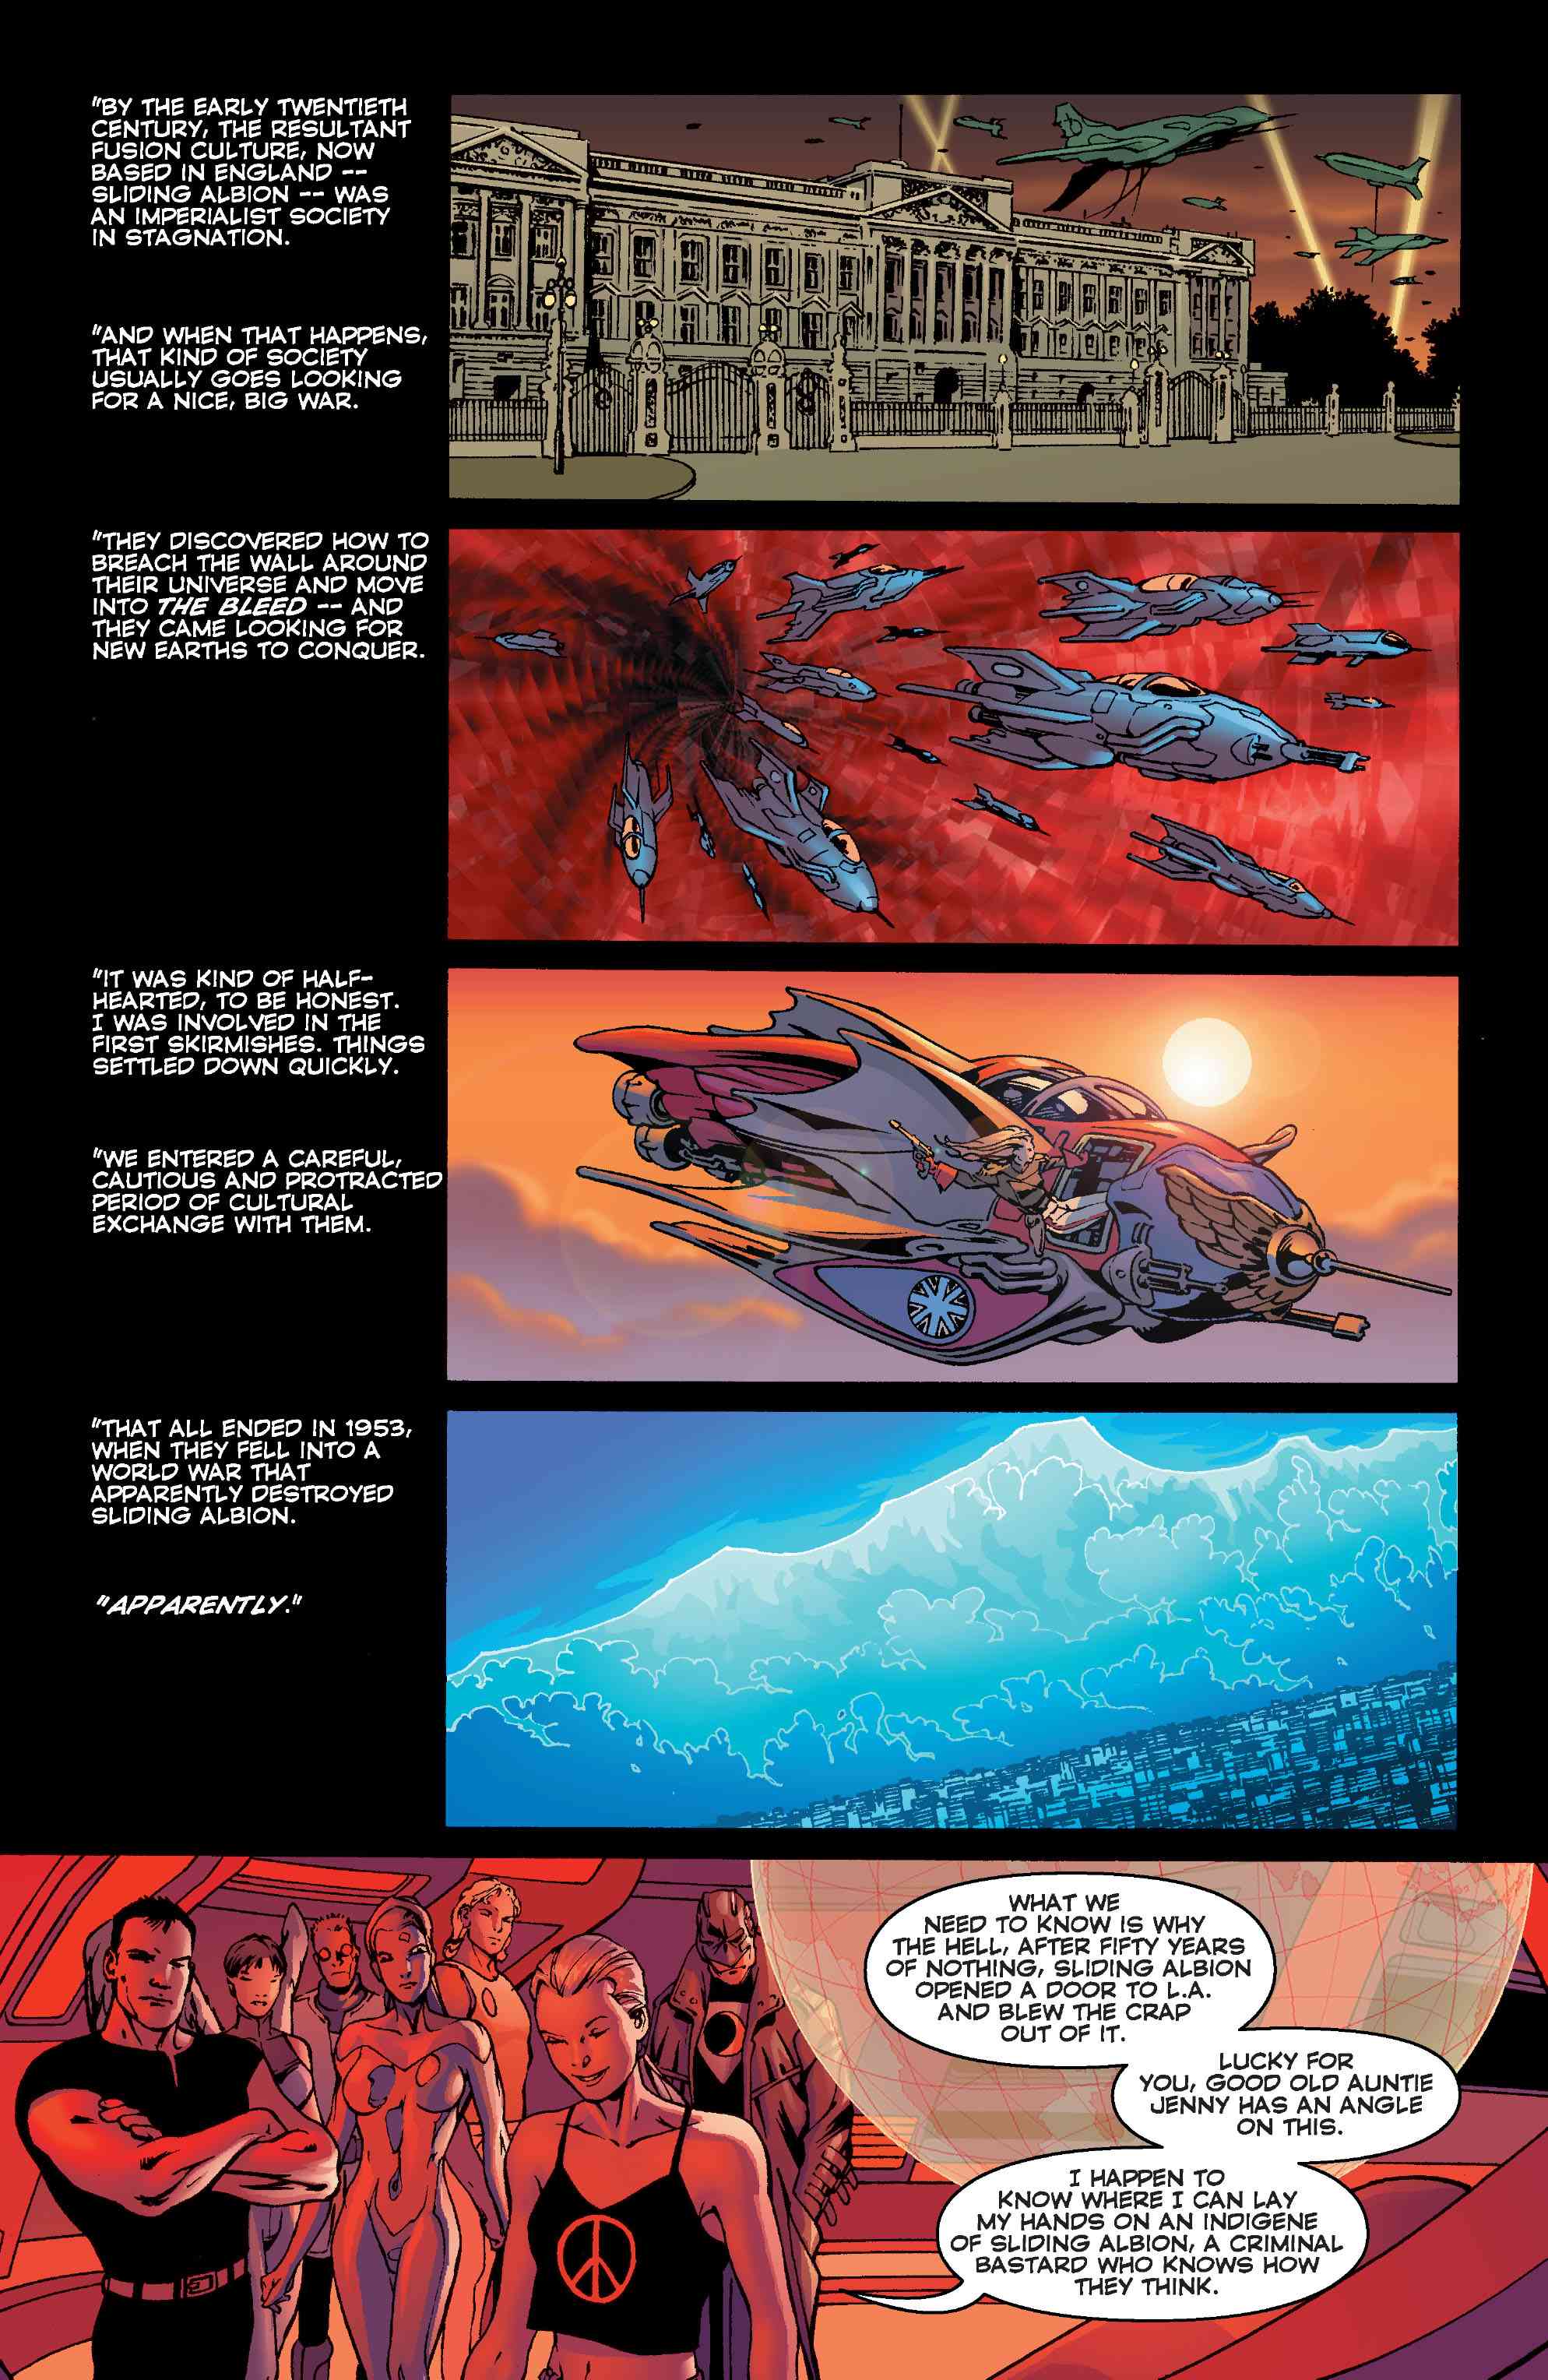 "BY THE EARLY TWENTIETH
CENTURY, THE RESULTANT
FUSION CULTURE, NOW
BASED IN ENGLAND --
SLIDING ALBION -- WAS
AN IMPERIALIST SOCIETY
IN STAGNATION.
"AND WHEN THAT HAPPENS,
THAT KIND OF SOCIETY
USUALLY GOES LOOKING
FOR A NICE, BIG WAR.
"THEY DISCOVERED HOW TO
BREACH THE WALL AROUND
THEIR UNIVERSE AND MOVE
INTO THE BLEED -- AND
THEY CAME LOOKING FOR
NEW EARTHS TO CONQUER.
"IT WAS KIND OF HALF-
HEARTED, TO BE HONEST.
I WAS INVOLVED IN THE
FIRST SKIRMISHES. THINGS
SETTLED DOWN QUICKLY.
"WE ENTERED A CAREFUL,
CAUTIOUS AND PROTRACTED
PERIOD OF CULTURAL
EXCHANGE WITH THEM.
"THAT ALL ENDED IN 1953,
WHEN THEY FELL INTO A
WORLD WAR THAT
APPARENTLY DESTROYED
SLIDING ALBION.
"APPARENTLY."
WHAT WE
NEED TO KNOW IS WHY
THE HELL, AFTER FIFTY YEARS
OF NOTHING, SLIDING ALBION
OPENED A DOOR TO L.A.
AND BLEW THE CRAP
OUT OF IT.
LUCKY FOR
YOU, GOOD OLD AUNTIE
JENNY HAS AN ANGLE
ON THIS.
I HAPPEN TO
KNOW WHERE I CAN LAY
MY HANDS ON AN INDIGENE
OF SLIDING ALBION, A CRIMINAL
BASTARD WHO KNOWS HOW
THEY THINK.